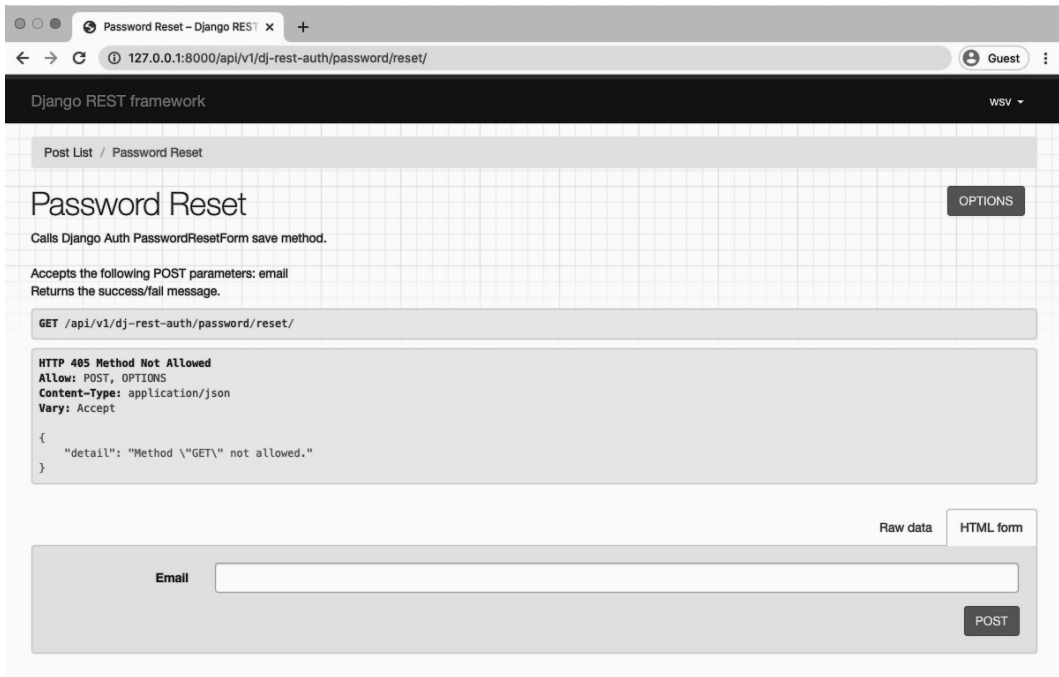 Password Reset – Django REST
127.0.0.1:8000/api/v1/dj-rest-auth/password/reset/
Guest
Django REST framework
wsv
Post List / Password Reset
Password Reset
OPTIONS
Calls Django Auth PasswordResetForm save method.
Accepts the following POST parameters: email
Returns the success/fail message.
GET /api/v1/dj-rest-auth/password/reset/
HTTP 405 Method Not Allowed
Allow: POST, OPTIONS
Content-Type: application/json
Vary: Accept
{
    "detail": "Method \"GET\" not allowed."
}
Raw data
HTML form
Email
POST